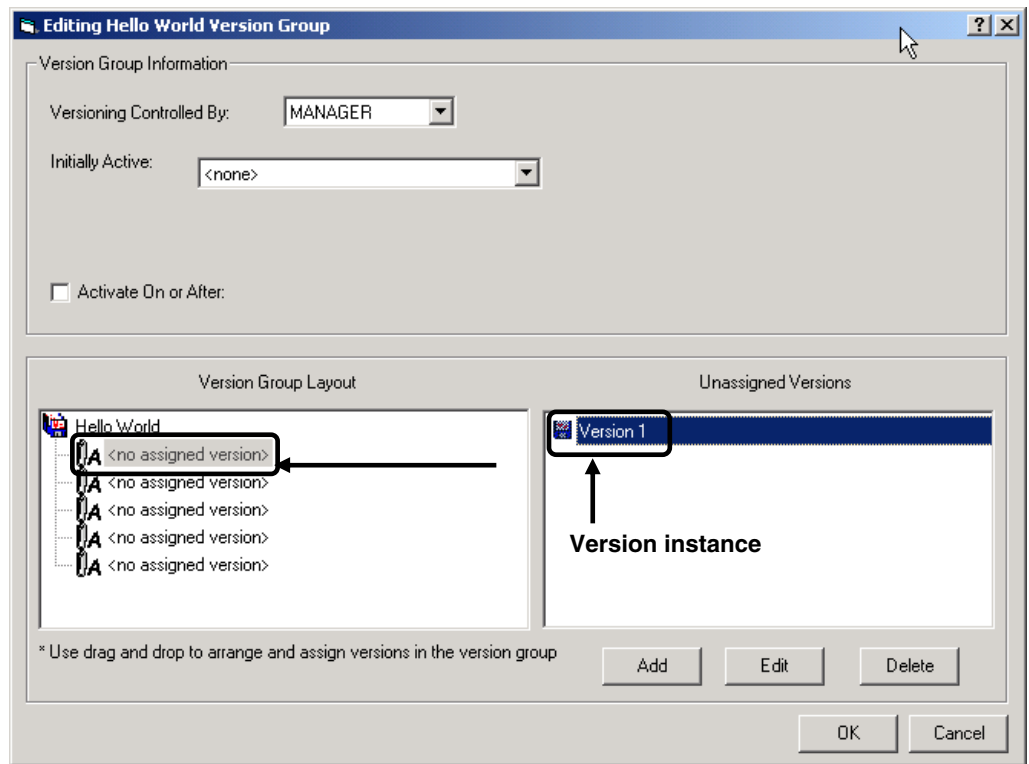 Editing Hello World Version Group
Version Group Information
Versioning Controlled By: MANAGER
Initially Active: <none>
Activate On or After:
Version Group Layout
Unassigned Versions
Hello World
<no assigned version>
<no assigned version>
<no assigned version>
<no assigned version>
<no assigned version>
Version 1
Version instance
* Use drag and drop to arrange and assign versions in the version group
Add Edit Delete
OK Cancel